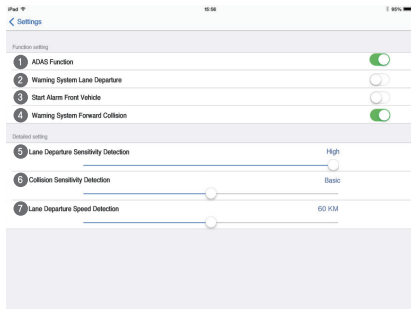 iPad 15:56 95%
Settings
Function setting
1 ADAS Function
2 Warning System Lane Departure
3 Start Alarm Front Vehicle
4 Warning System Forward Collision
Detailed setting
5 Lane Departure Sensitivity Detection High
6 Collision Sensitivity Detection Basic
7 Lane Departure Speed Detection 60 KM